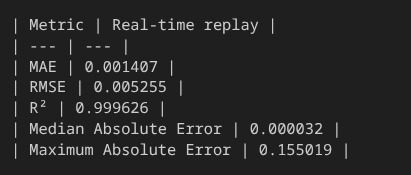 | Metric | Real-time replay |
| --- | --- |
| MAE | 0.001407 |
| RMSE | 0.005255 |
| R² | 0.999626 |
| Median Absolute Error | 0.000032 |
| Maximum Absolute Error | 0.155019 |